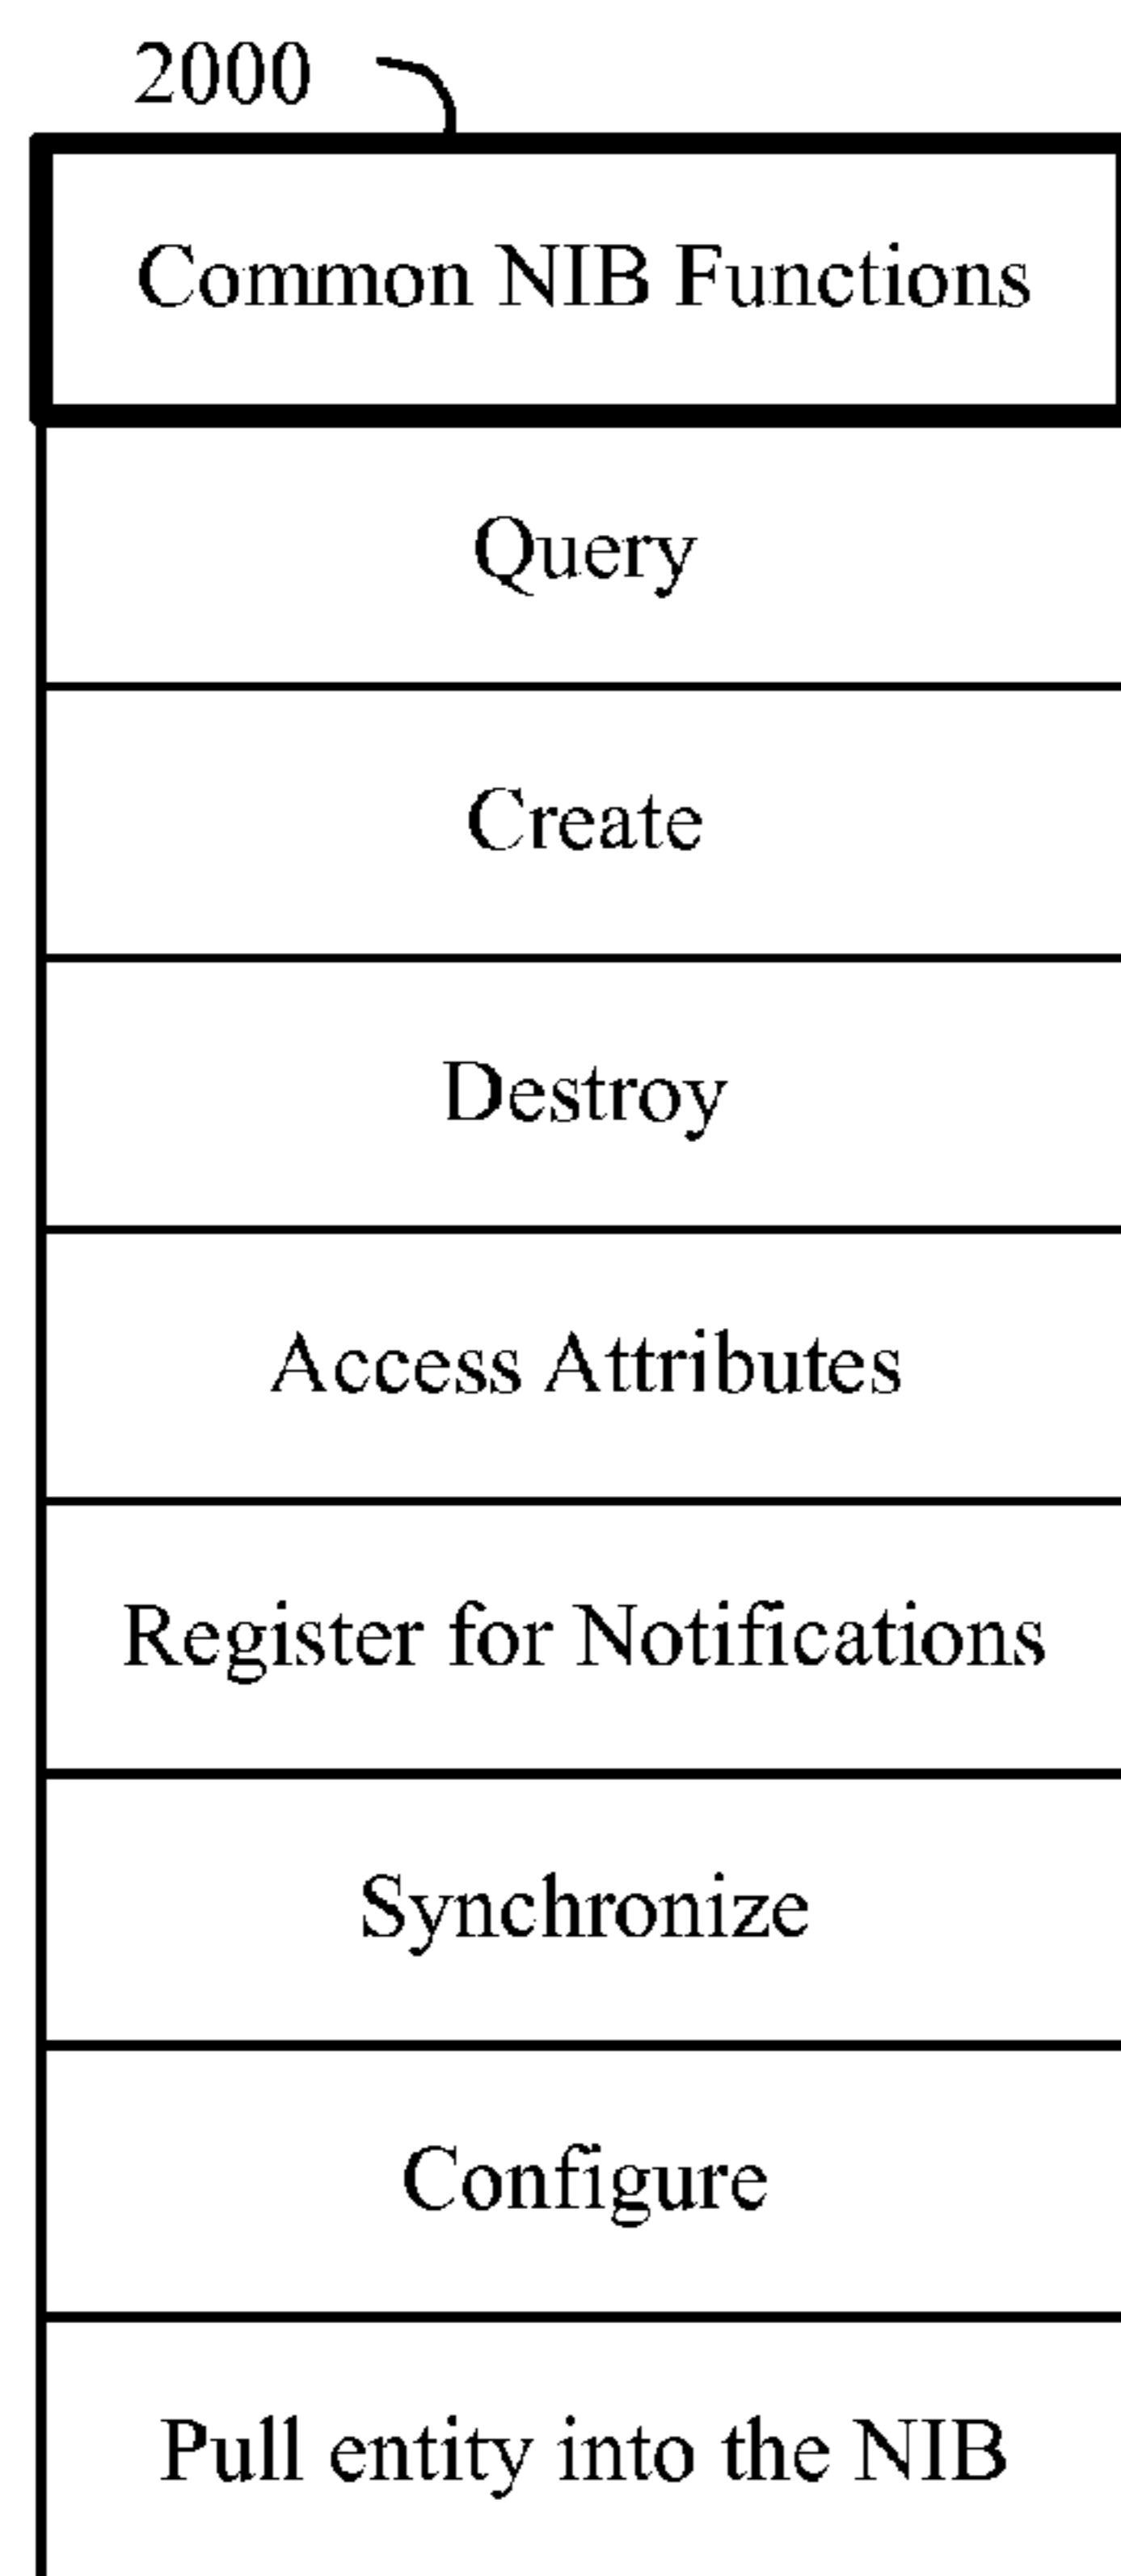 2000
Common NIB Functions
Query
Create
Destroy
Access Attributes
Register for Notifications
Synchronize
Configure
Pull entity into the NIB